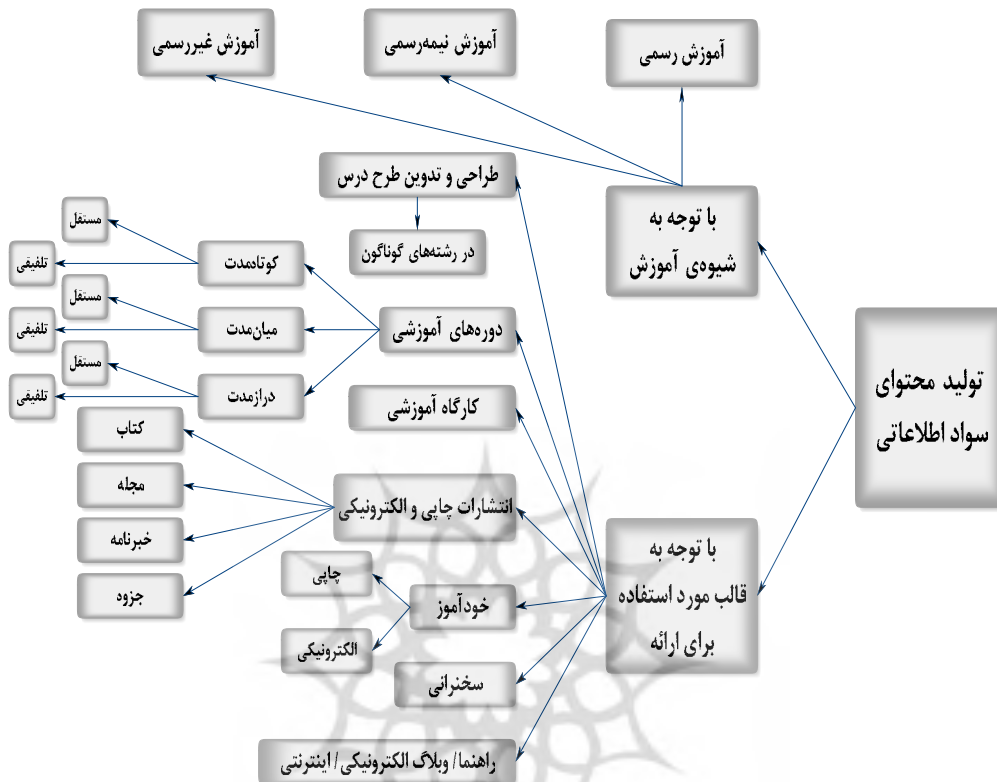 تولید محتوای
سواد اطلاعاتی
با توجه به
شیوه‌ی آموزش
آموزش رسمی
آموزش نیمه‌رسمی
آموزش غیررسمی
با توجه به
قالب مورد استفاده
برای ارائه
طراحی و تدوین طرح درس
در رشته‌های گوناگون
دوره‌های آموزشی
کوتاه‌مدت
مستقل
تلفیقی
میان‌مدت
مستقل
تلفیقی
درازمدت
مستقل
تلفیقی
کارگاه آموزشی
انتشارات چاپی و الکترونیکی
کتاب
مجله
خبرنامه
جزوه
خودآموز
چاپی
الکترونیکی
سخنرانی
راهنما/ وبلاگ الکترونیکی/ اینترنتی